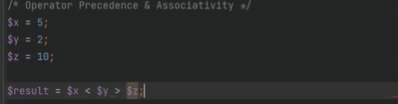 /* Operator Precedence & Associativity */
$x = 5;
$y = 2;
$z = 10;
$result = $x < $y > $z;